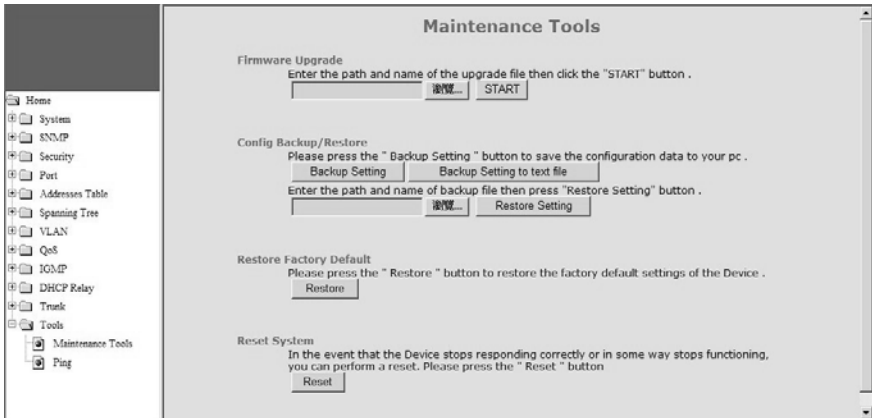 Maintenance Tools
Home
System
SNMP
Security
Port
Addresses Table
Spanning Tree
VLAN
QoS
IGMP
DHCP Relay
Trunk
Tools
Maintenance Tools
Ping
Firmware Upgrade
Enter the path and name of the upgrade file then click the "START" button .
瀏覽... START
Config Backup/Restore
Please press the " Backup Setting " button to save the configuration data to your pc .
Backup Setting Backup Setting to text file
Enter the path and name of backup file then press "Restore Setting" button .
瀏覽... Restore Setting
Restore Factory Default
Please press the " Restore " button to restore the factory default settings of the Device .
Restore
Reset System
In the event that the Device stops responding correctly or in some way stops functioning,
you can perform a reset. Please press the " Reset " button
Reset